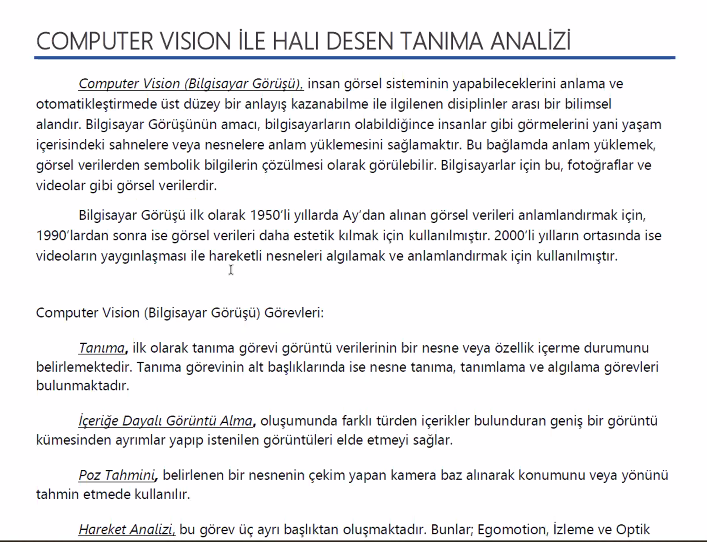 COMPUTER VISION İLE HALI DESEN TANIMA ANALİZİ
Computer Vision (Bilgisayar Görüşü), insan görsel sisteminin yapabileceklerini anlama ve
otomatikleştirmede üst düzey bir anlayış kazanabilme ile ilgilenen disiplinler arası bir bilimsel
alandır. Bilgisayar Görüşünün amacı, bilgisayarların olabildiğince insanlar gibi görmelerini yani yaşam
içerisindeki sahnelere veya nesnelere anlam yüklemesini sağlamaktır. Bu bağlamda anlam yüklemek,
görsel verilerden sembolik bilgilerin çözülmesi olarak görülebilir. Bilgisayarlar için bu, fotoğraflar ve
videolar gibi görsel verilerdir.
Bilgisayar Görüşü ilk olarak 1950'li yıllarda Ay'dan alınan görsel verileri anlamlandırmak için,
1990'lardan sonra ise görsel verileri daha estetik kılmak için kullanılmıştır. 2000'li yılların ortasında ise
videoların yaygınlaşması ile hareketli nesneleri algılamak ve anlamlandırmak için kullanılmıştır.
Computer Vision (Bilgisayar Görüşü) Görevleri:
Tanıma, ilk olarak tanıma görevi görüntü verilerinin bir nesne veya özellik içerme durumunu
belirlemektedir. Tanıma görevinin alt başlıklarında ise nesne tanıma, tanımlama ve algılama görevleri
bulunmaktadır.
İçeriğe Dayalı Görüntü Alma, oluşumunda farklı türden içerikler bulunduran geniş bir görüntü
kümesinden ayrımlar yapıp istenilen görüntüleri elde etmeyi sağlar.
Poz Tahmini, belirlenen bir nesnenin çekim yapan kamera baz alınarak konumunu veya yönünü
tahmin etmede kullanılır.
Hareket Analizi, bu görev üç ayrı başlıktan oluşmaktadır. Bunlar; Egomotion, İzleme ve Optik